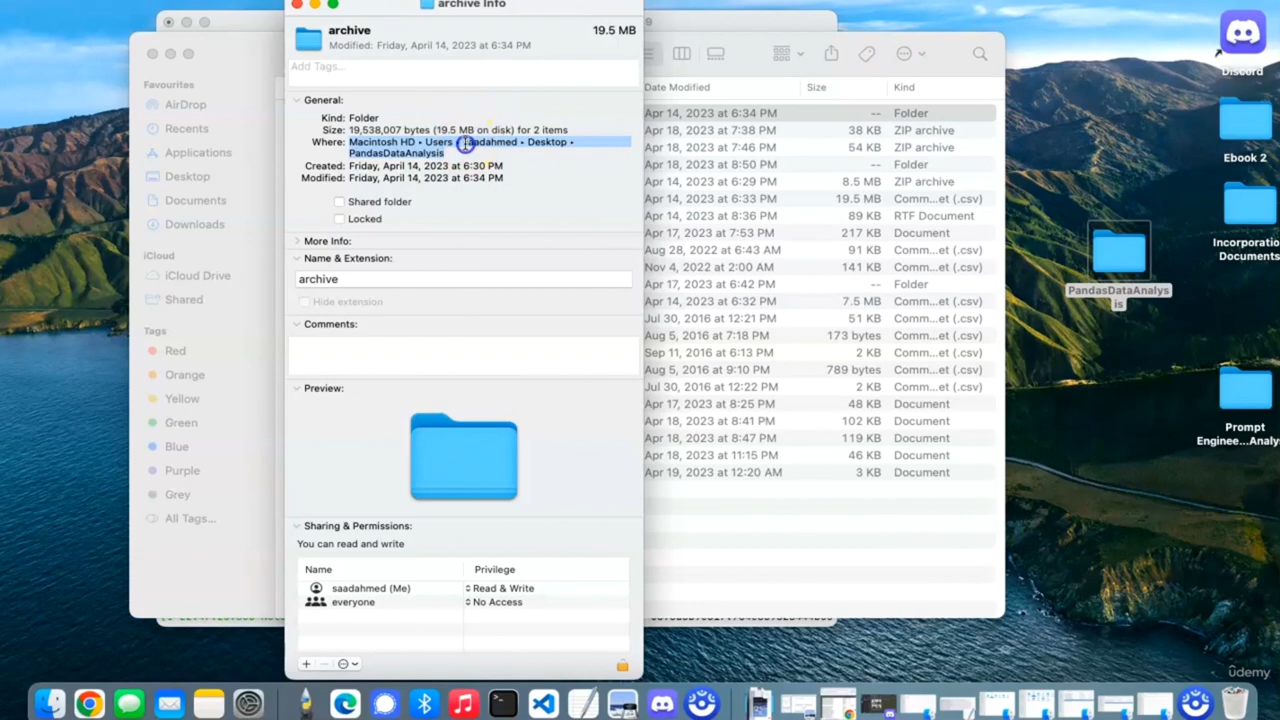 archive Info
archive
19.5 MB
Modified: Friday, April 14, 2023 at 6:34 PM
Add Tags...
General:
Kind: Folder
Size: 19,538,007 bytes (19.5 MB on disk) for 2 items
Where: Macintosh HD • Users • saadahmed • Desktop •
PandasDataAnalysis
Created: Friday, April 14, 2023 at 6:30 PM
Modified: Friday, April 14, 2023 at 6:34 PM
Shared folder
Locked
More Info:
Name & Extension:
archive
Hide extension
Comments:
Preview:
Sharing & Permissions:
You can read and write
Name Privilege
saadahmed (Me) Read & Write
everyone No Access
Favourites
AirDrop
Recents
Applications
Desktop
Documents
Downloads
iCloud
iCloud Drive
Shared
Tags
Red
Orange
Yellow
Green
Blue
Purple
Grey
All Tags...
Date Modified Size Kind
Apr 14, 2023 at 6:34 PM -- Folder
Apr 18, 2023 at 7:38 PM 38 KB ZIP archive
Apr 18, 2023 at 7:46 PM 54 KB ZIP archive
Apr 18, 2023 at 8:50 PM -- Folder
Apr 14, 2023 at 6:29 PM 8.5 MB ZIP archive
Apr 14, 2023 at 6:33 PM 19.5 MB Comm...et (.csv)
Apr 14, 2023 at 8:36 PM 89 KB RTF Document
Apr 17, 2023 at 7:53 PM 217 KB Document
Aug 28, 2022 at 6:43 AM 91 KB Comm...et (.csv)
Nov 4, 2022 at 2:00 AM 141 KB Comm...et (.csv)
Apr 17, 2023 at 6:42 PM -- Folder
Apr 14, 2023 at 6:32 PM 7.5 MB Comm...et (.csv)
Jul 30, 2016 at 12:21 PM 51 KB Comm...et (.csv)
Aug 5, 2016 at 7:18 PM 173 bytes Comm...et (.csv)
Sep 11, 2016 at 6:13 PM 2 KB Comm...et (.csv)
Aug 5, 2016 at 9:10 PM 789 bytes Comm...et (.csv)
Jul 30, 2016 at 12:22 PM 2 KB Comm...et (.csv)
Apr 17, 2023 at 8:25 PM 48 KB Document
Apr 18, 2023 at 8:41 PM 102 KB Document
Apr 18, 2023 at 8:47 PM 119 KB Document
Apr 18, 2023 at 11:15 PM 46 KB Document
Apr 19, 2023 at 12:20 AM 3 KB Document
PandasDataAnalys
is
Discord
Ebook 2
Incorporatio
Documents
Prompt
Enginee...Analys
udemy